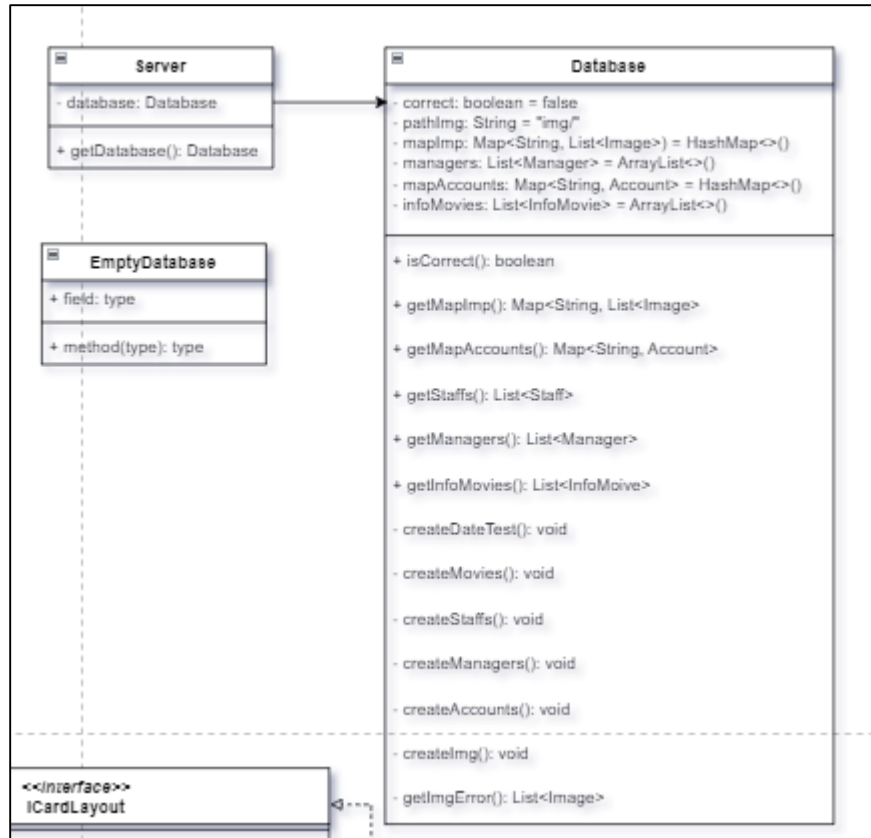 Server
- database: Database
+ getDatabase(): Database
EmptyDatabase
+ field: type
+ method(type): type
Database
- correct: boolean = false
- pathImg: String = "img/"
- mapImp: Map<String, List<Image>) = HashMap<>()
- managers: List<Manager> = ArrayList<>()
- mapAccounts: Map<String, Account> = HashMap<>()
- infoMovies: List<InfoMovie> = ArrayList<>()
+ isCorrect(): boolean
+ getMapImp(): Map<String, List<Image>
+ getMapAccounts(): Map<String, Account>
+ getStaffs(): List<Staff>
+ getManagers(): List<Manager>
+ getInfoMovies(): List<InfoMoive>
- createDateTest(): void
- createMovies(): void
- createStaffs(): void
- createManagers(): void
- createAccounts(): void
- createImg(): void
- getImgError(): List<Image>
<<interface>>
ICardLayout